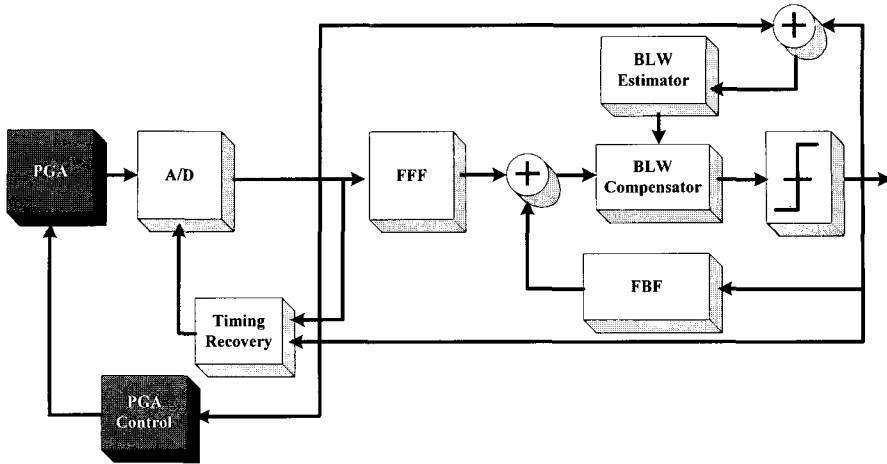 BLW
Estimator
PGA
A/D
FFF
+
+
BLW
Compensator
FBF
Timing
Recovery
PGA
Control